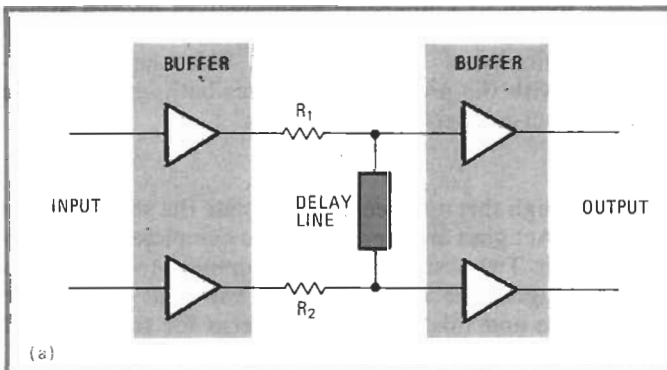 BUFFER BUFFER
R1
INPUT DELAY LINE OUTPUT
R2
(a)